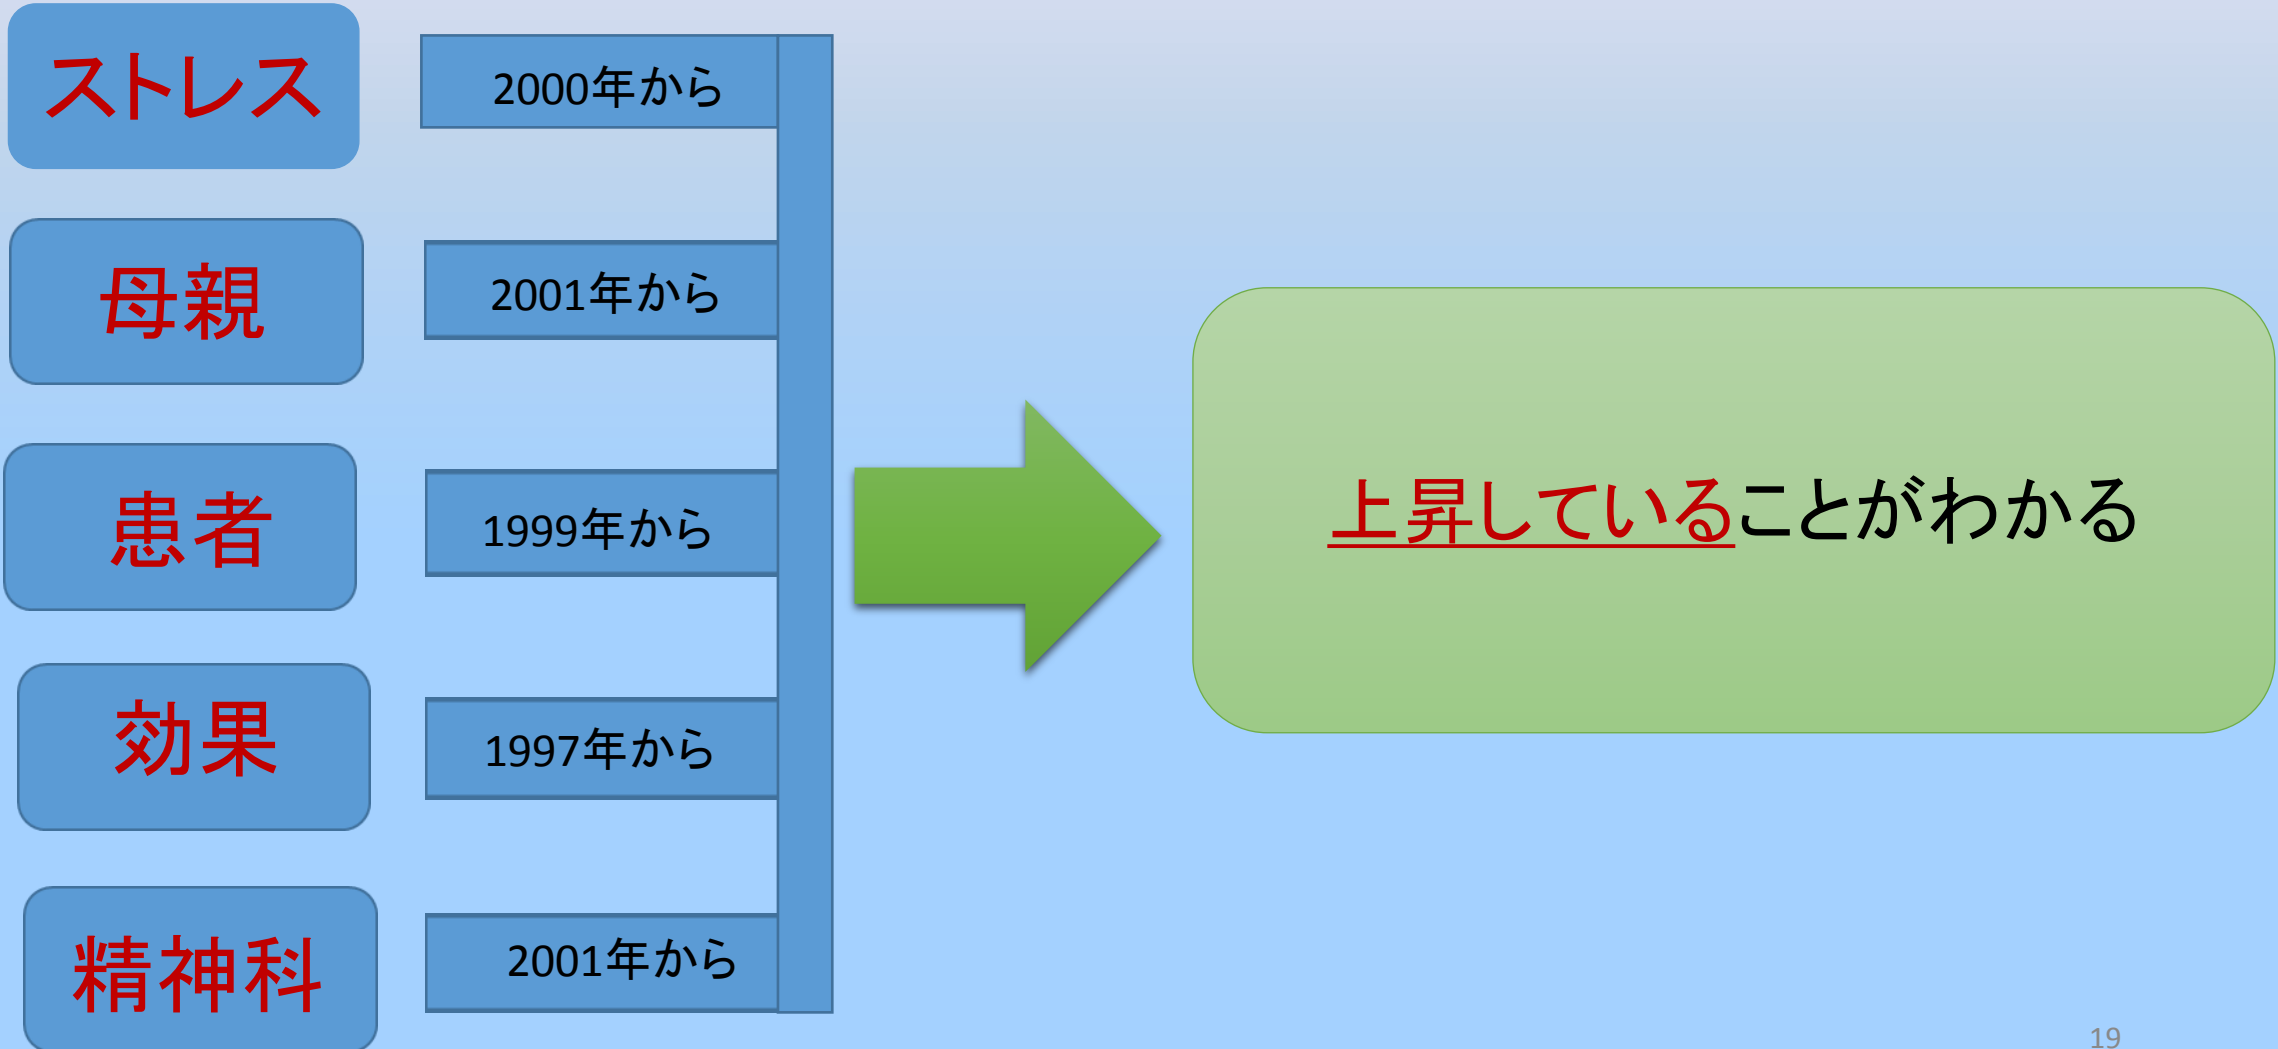 ストレス
2000年から
母親
2001年から
患者
1999年から
上昇していることがわかる
効果
1997年から
精神科
2001年から
19